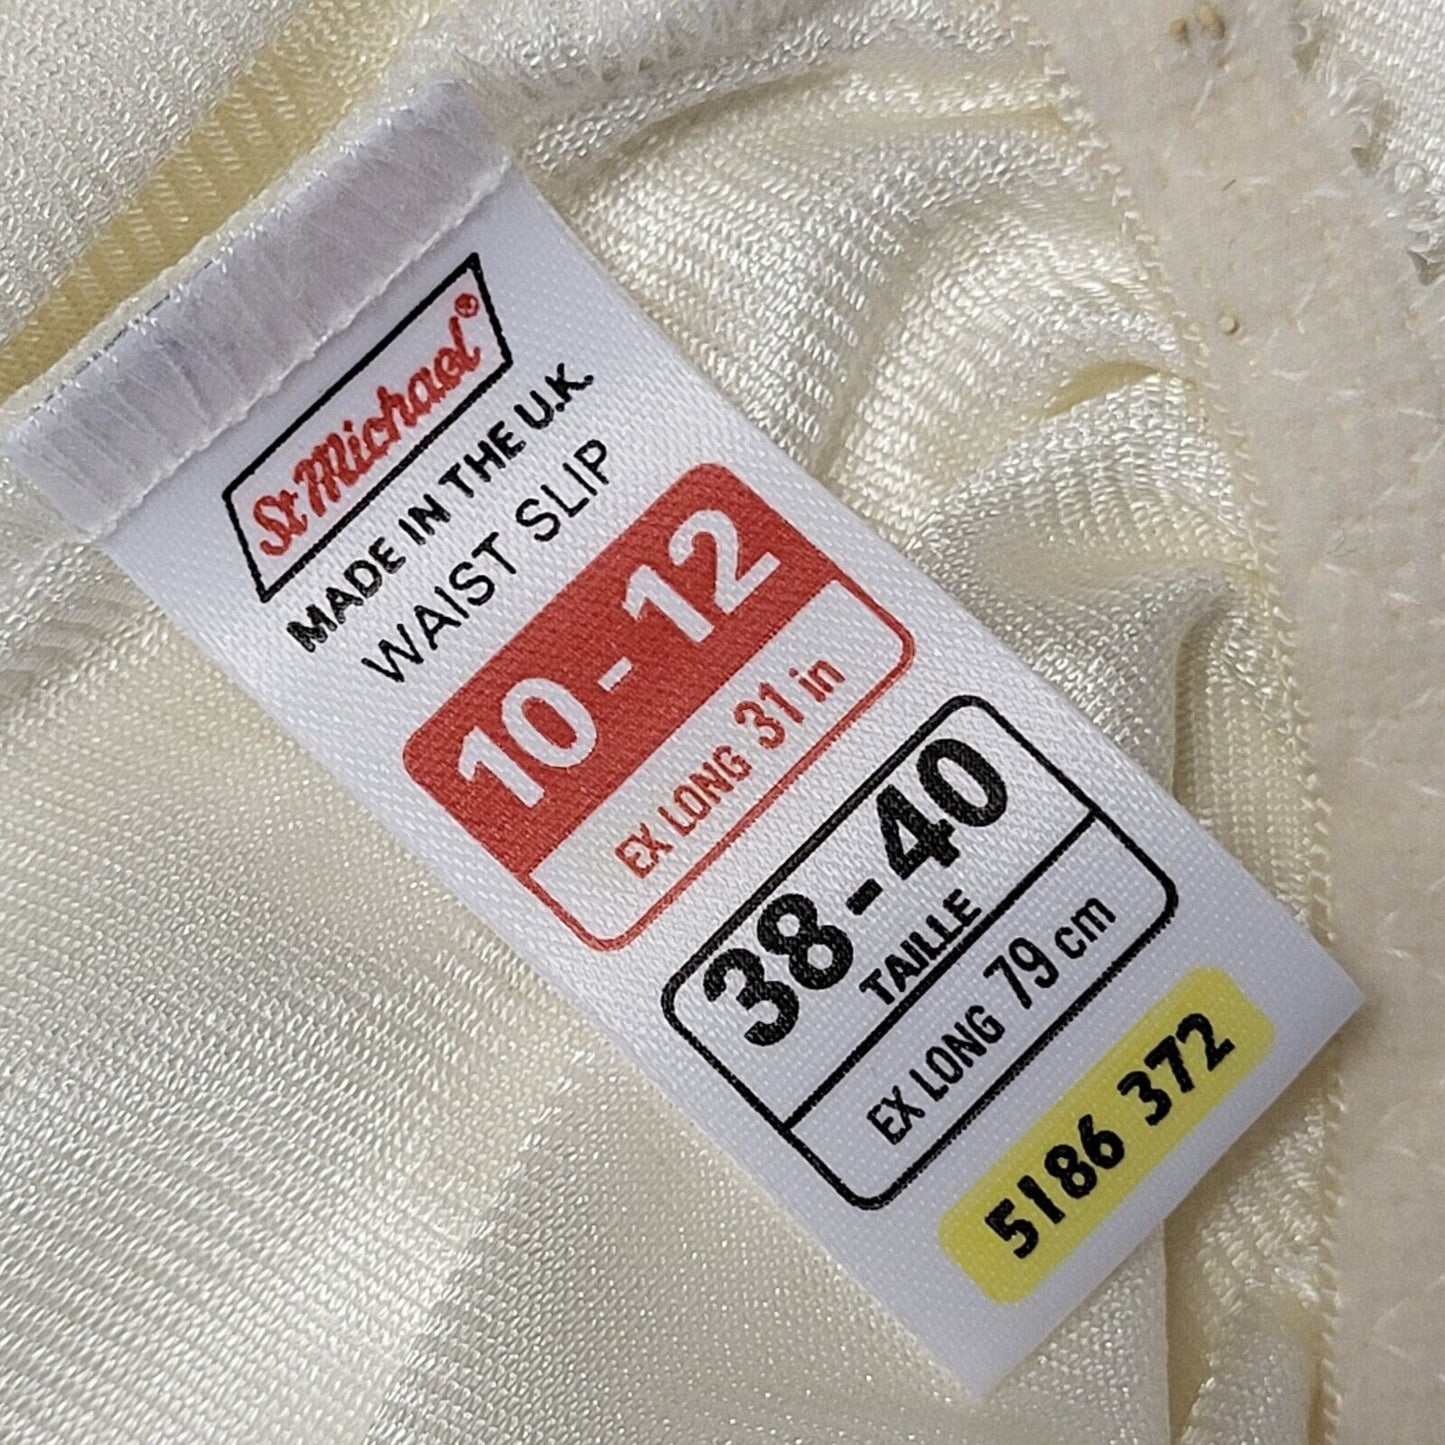 St Michael®
MADE IN THE U.K.
WAIST SLIP
10-12
EX LONG 31 in
38-40
TAILLE
EX LONG 79 cm
5186 372